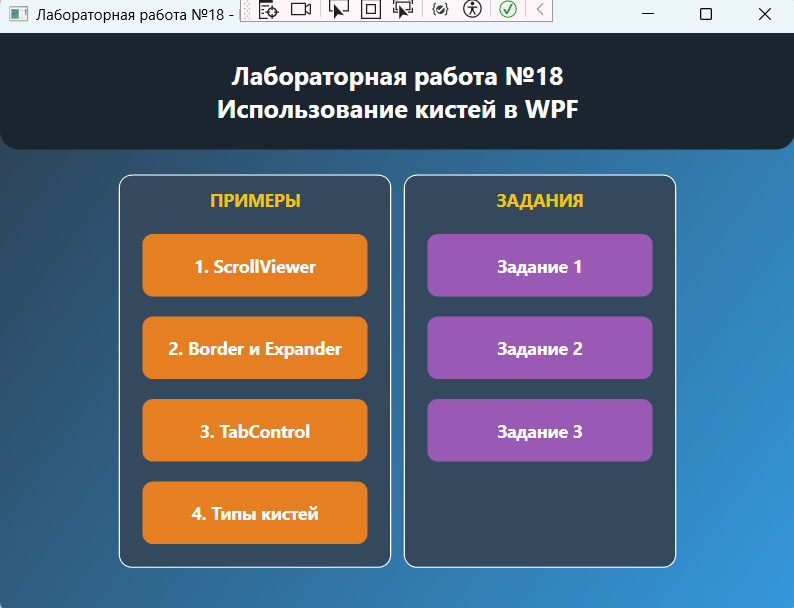 Лабораторная работа №18 -
Лабораторная работа №18
Использование кистей в WPF
ПРИМЕРЫ
1. ScrollViewer
2. Border и Expander
3. TabControl
4. Типы кистей
ЗАДАНИЯ
Задание 1
Задание 2
Задание 3